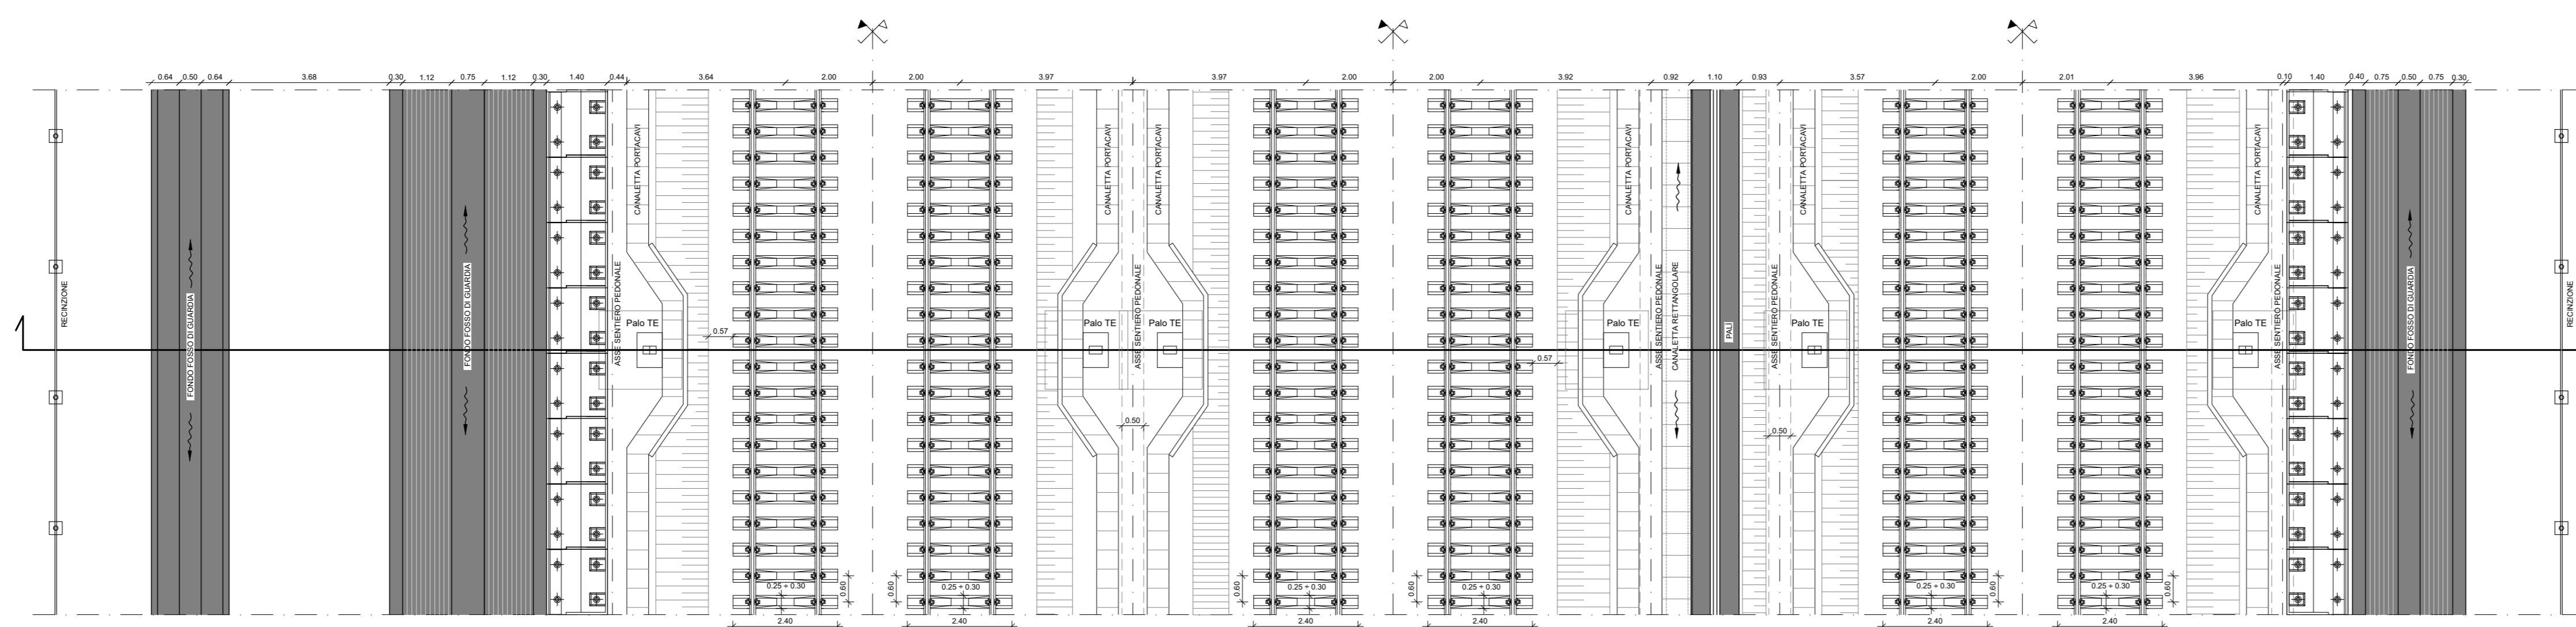 0.64
0.50
0.64
3.68
0.30
1.12
0.75
1.12
0.30
1.40
0.44
3.64
2.00
2.00
3.97
3.97
2.00
2.00
3.92
0.92
1.10
0.93
3.57
2.00
2.01
3.96
0.10
1.40
0.40
0.75
0.50
0.75
0.30
RECINZIONE
FONDO FOSSO DI GUARDIA
FONDO FOSSO DI GUARDIA
ASSE SENTIERO PEDONALE
CANALETTA PORTACAVI
Palo TE
0.57
CANALETTA PORTACAVI
CANALETTA PORTACAVI
Palo TE
ASSE SENTIERO PEDONALE
Palo TE
0.50
0.57
CANALETTA PORTACAVI
Palo TE
ASSE SENTIERO PEDONALE
CANALETTA RETTANGOLARE
PALI
ASSE SENTIERO PEDONALE
0.50
CANALETTA PORTACAVI
Palo TE
CANALETTA PORTACAVI
Palo TE
ASSE SENTIERO PEDONALE
FONDO FOSSO DI GUARDIA
RECINZIONE
0.25 ÷ 0.30
0.60
0.60
0.25 ÷ 0.30
0.60
0.25 ÷ 0.30
0.60
0.25 ÷ 0.30
0.25 ÷ 0.30
0.60
0.25 ÷ 0.30
0.60
2.40
2.40
2.40
2.40
2.40
2.40
1